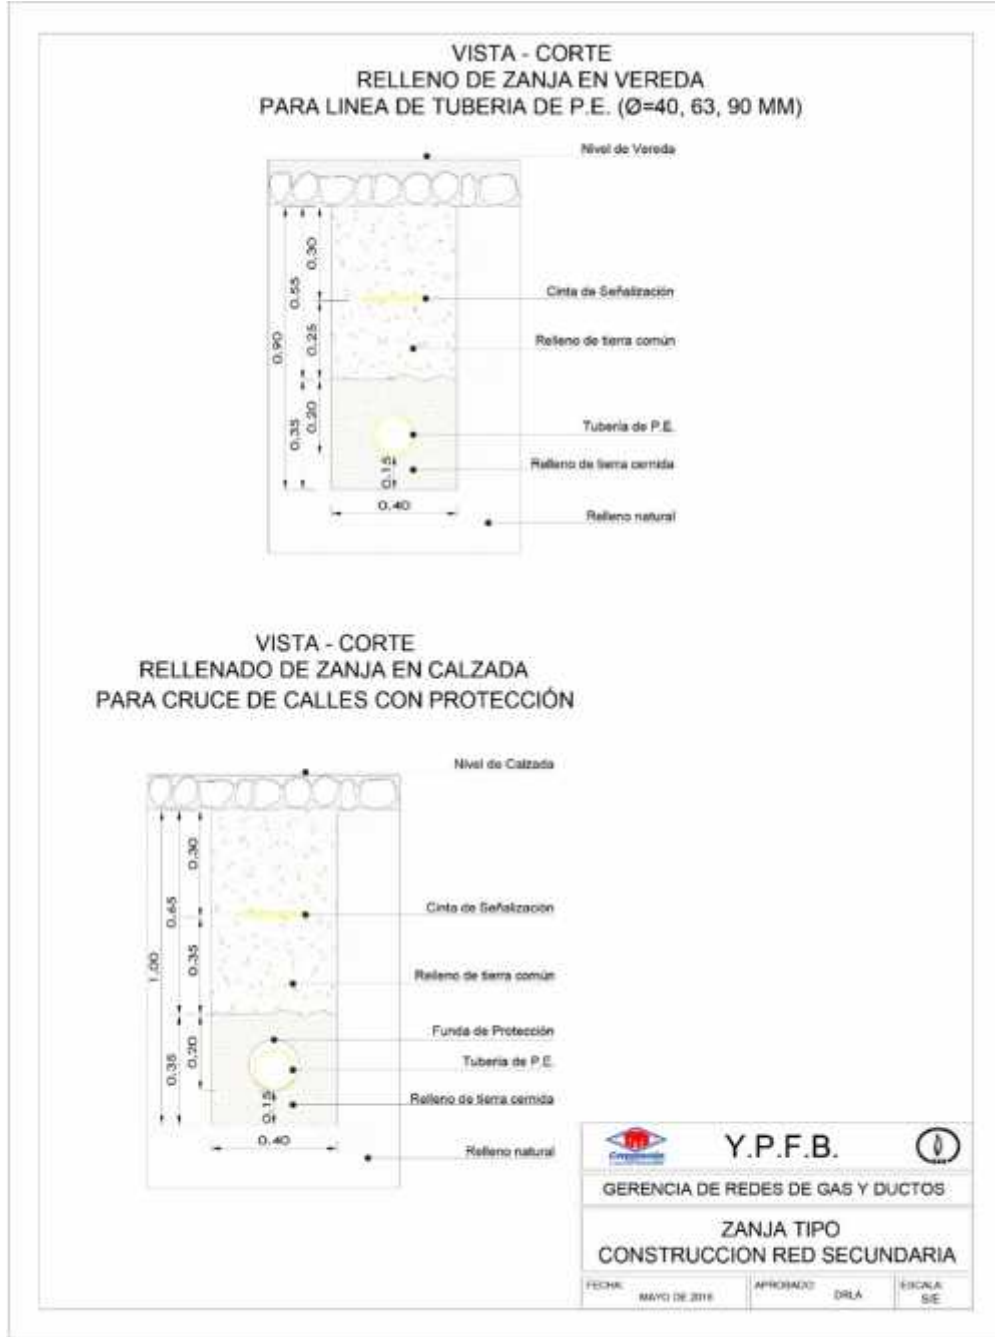 VISTA - CORTE
RELLENO DE ZANJA EN VEREDA
PARA LINEA DE TUBERIA DE P.E. (Ø=40, 63, 90 MM)
Nivel de Vereda
0.30
0.55
Cinta de Señalización
0.25
Relleno de tierra común
0.90
0.20
0.35
Tubería de P.E.
0.15
Relleno de tierra cernida
0.40
Relleno natural
VISTA - CORTE
RELLENADO DE ZANJA EN CALZADA
PARA CRUCE DE CALLES CON PROTECCIÓN
Nivel de Calzada
0.30
0.65
Cinta de Señalización
0.35
1.00
Relleno de tierra común
Funda de Protección
0.20
0.35
Tubería de P.E.
0.15
Relleno de tierra cernida
0.40
Relleno natural
Y.P.F.B.
GERENCIA DE REDES DE GAS Y DUCTOS
ZANJA TIPO
CONSTRUCCION RED SECUNDARIA
FECHA: MAYO DE
APROBADO: DRLA
ESCALA: S/E